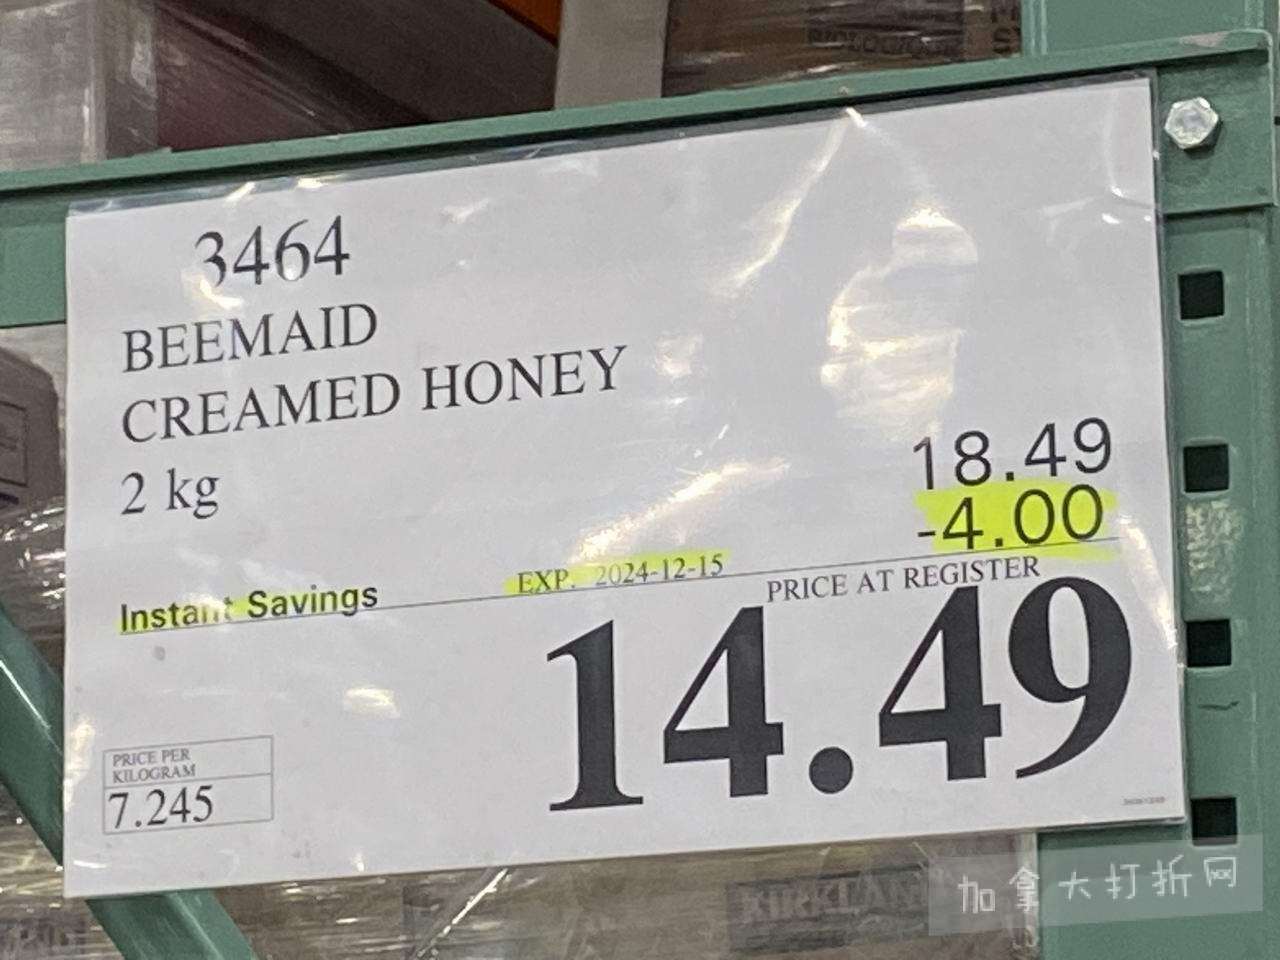 3464
BEEMAID
CREAMED HONEY
2 kg
18.49
-4.00
Instant Savings
EXP. 2024-12-15
PRICE AT REGISTER
14.49
PRICE PER
KILOGRAM
7.245
KIRKLAND
加拿大打折网